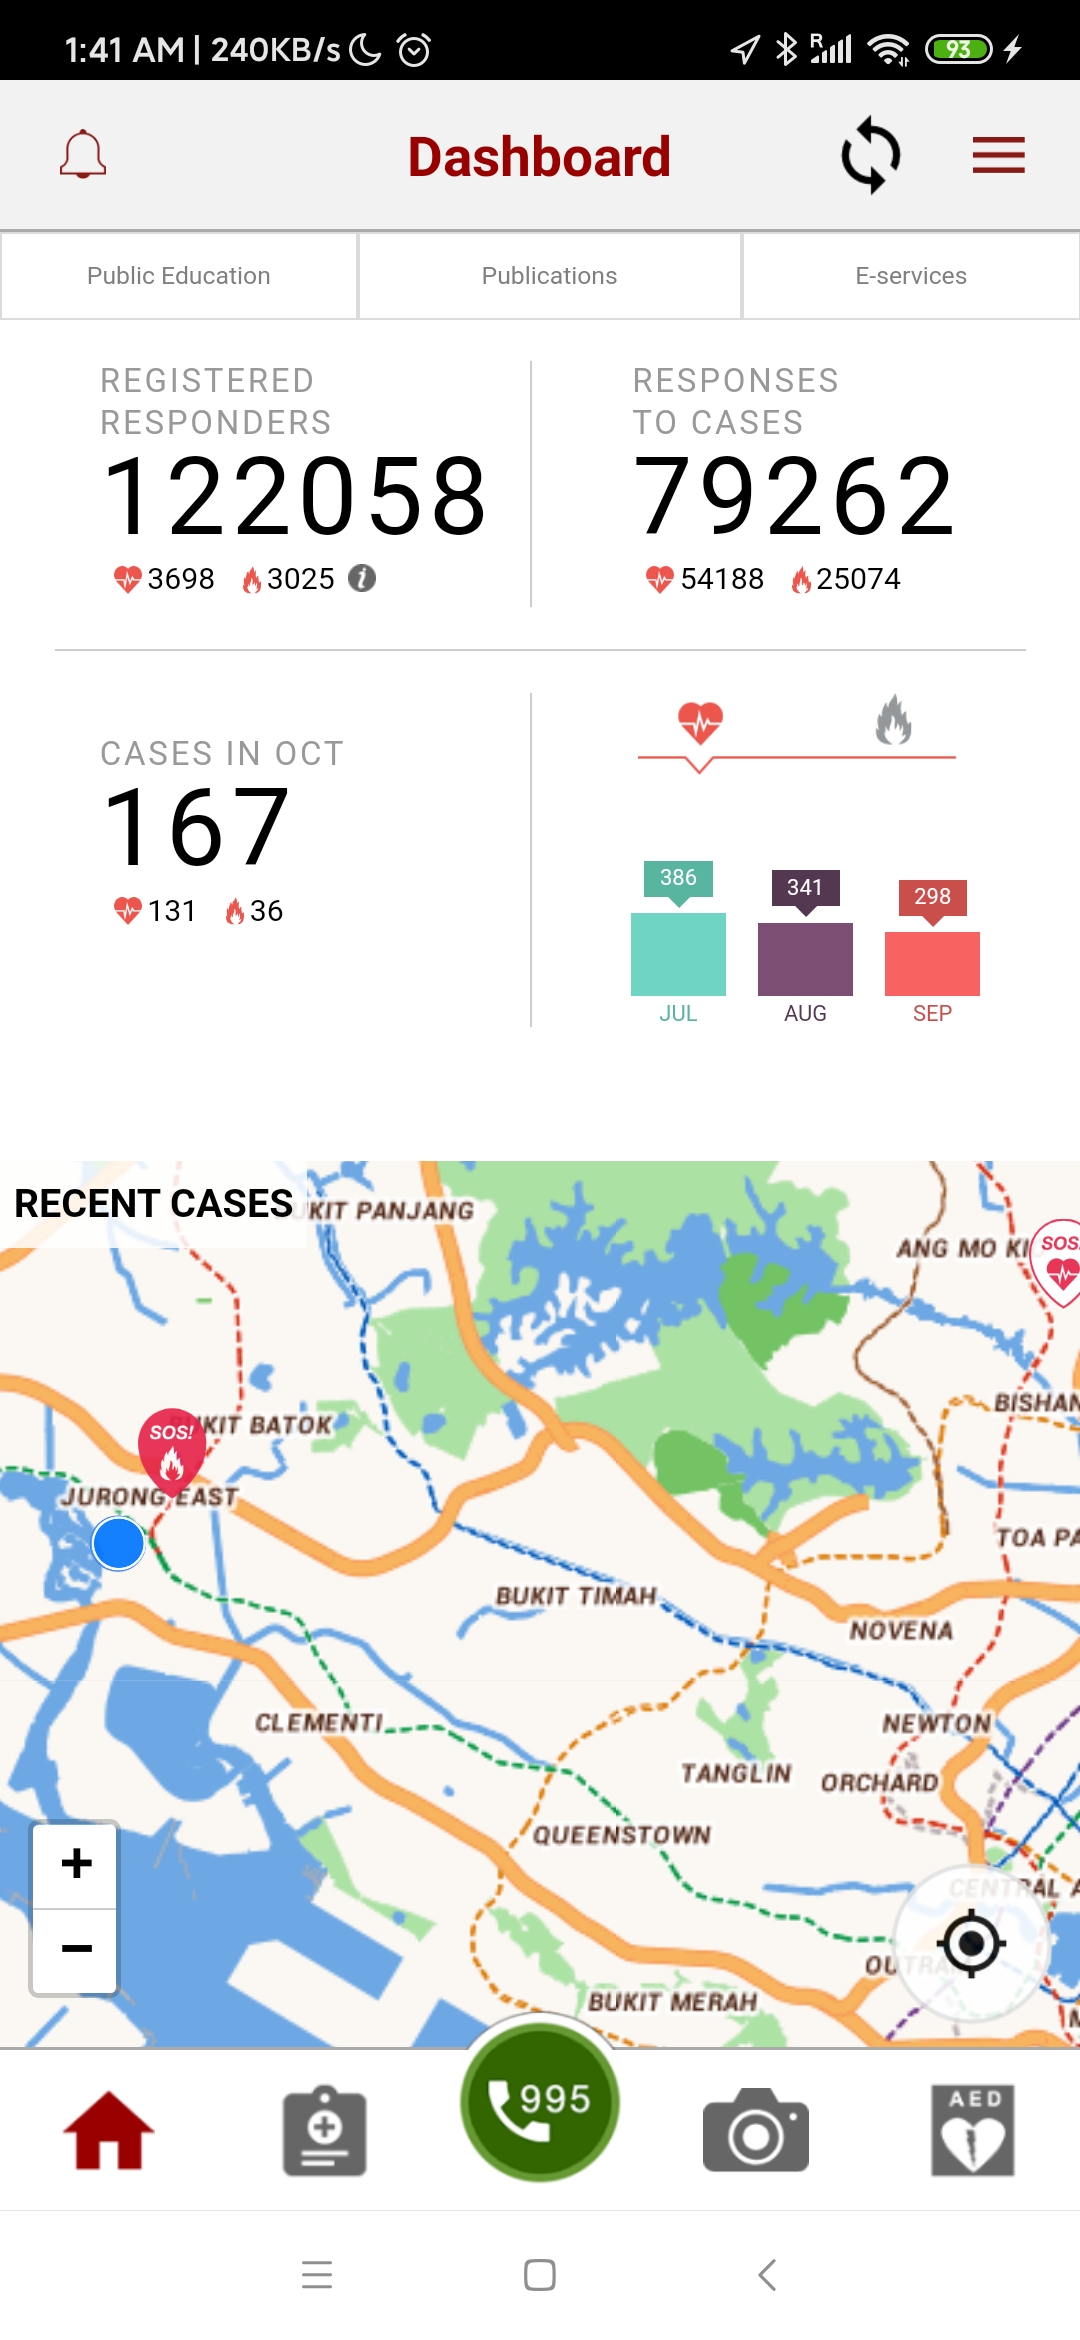 1:41 AM | 240KB/s
R
93
Dashboard
Public Education
Publications
E-services
REGISTERED
RESPONDERS
122058
3698
3025
i
RESPONSES
TO CASES
79262
54188
25074
CASES IN OCT
167
131
36
386
341
298
JUL
AUG
SEP
RECENT CASES
UKIT PANJANG
ANG MO KI
SOS
BISHAN
SOS!
UKIT BATOK
JURONG EAST
TOA PA
BUKIT TIMAH
NOVENA
CLEMENTI
NEWTON
TANGLIN
ORCHARD
QUEENSTOWN
+
CENTRAL A
−
OUTRA
BUKIT MERAH
M
995
AED